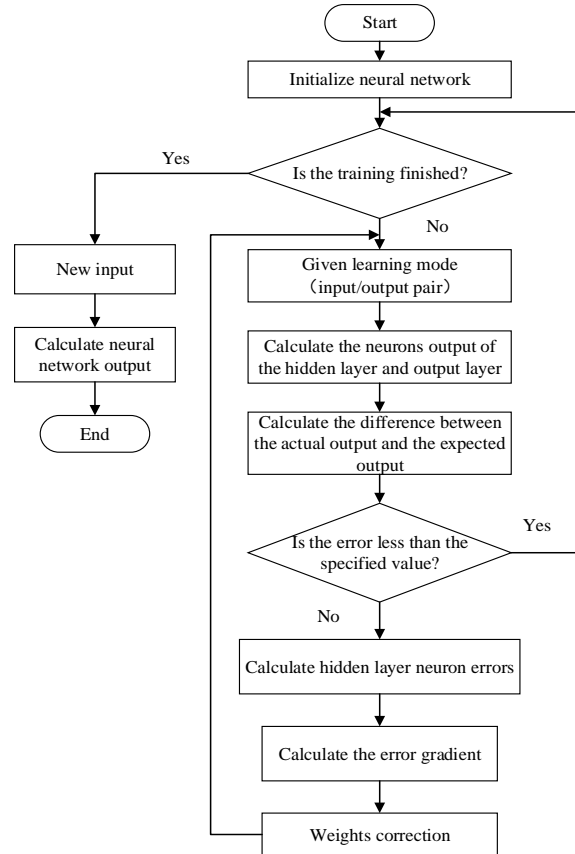 Start
Initialize neural network
Is the training finished?
Yes
No
New input
Calculate neural
network output
End
Given learning mode
（input/output pair）
Calculate the neurons output of
the hidden layer and output layer
Calculate the difference between
the actual output and the expected
output
Is the error less than the
specified value?
Yes
No
Calculate hidden layer neuron errors
Calculate the error gradient
Weights correction